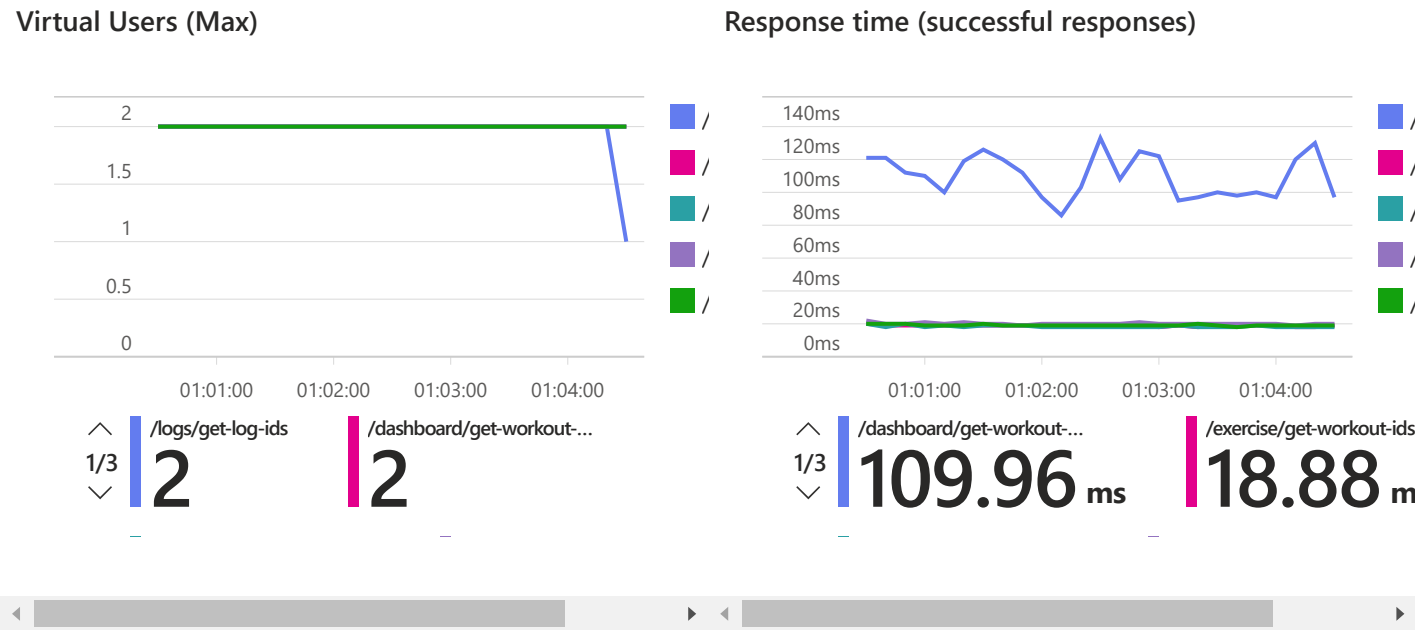 Virtual Users (Max)
2
1.5
1
0.5
0
01:01:00 01:02:00 01:03:00 01:04:00
/
/
/
/
/
1/3
/logs/get-log-ids
2
/dashboard/get-workout-...
2
Response time (successful responses)
140ms
120ms
100ms
80ms
60ms
40ms
20ms
0ms
01:01:00 01:02:00 01:03:00 01:04:00
/
/
/
/
/
1/3
/dashboard/get-workout-...
109.96 ms
/exercise/get-workout-ids
18.88 m